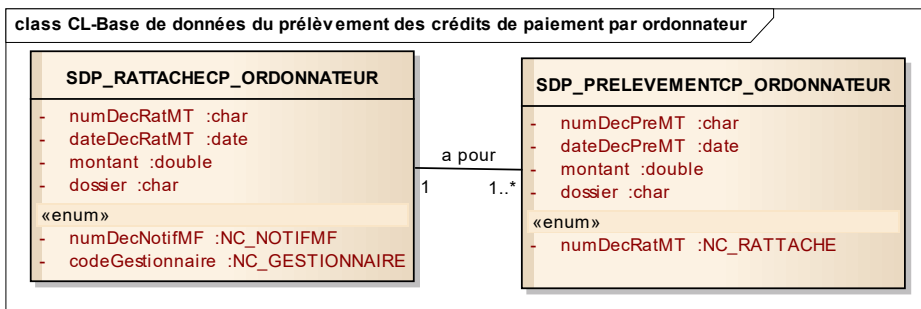 class CL-Base de données du prélèvement des crédits de paiement par ordonnateur
SDP_RATTACHECP_ORDONNATEUR
- numDecRatMT :char
- dateDecRatMT :date
- montant :double
- dossier :char
«enum»
- numDecNotifMF :NC_NOTIFMF
- codeGestionnaire :NC_GESTIONNAIRE
a pour
1 1..*
SDP_PRELEVEMENTCP_ORDONNATEUR
- numDecPreMT :char
- dateDecPreMT :date
- montant :double
- dossier :char
«enum»
- numDecRatMT :NC_RATTACHE